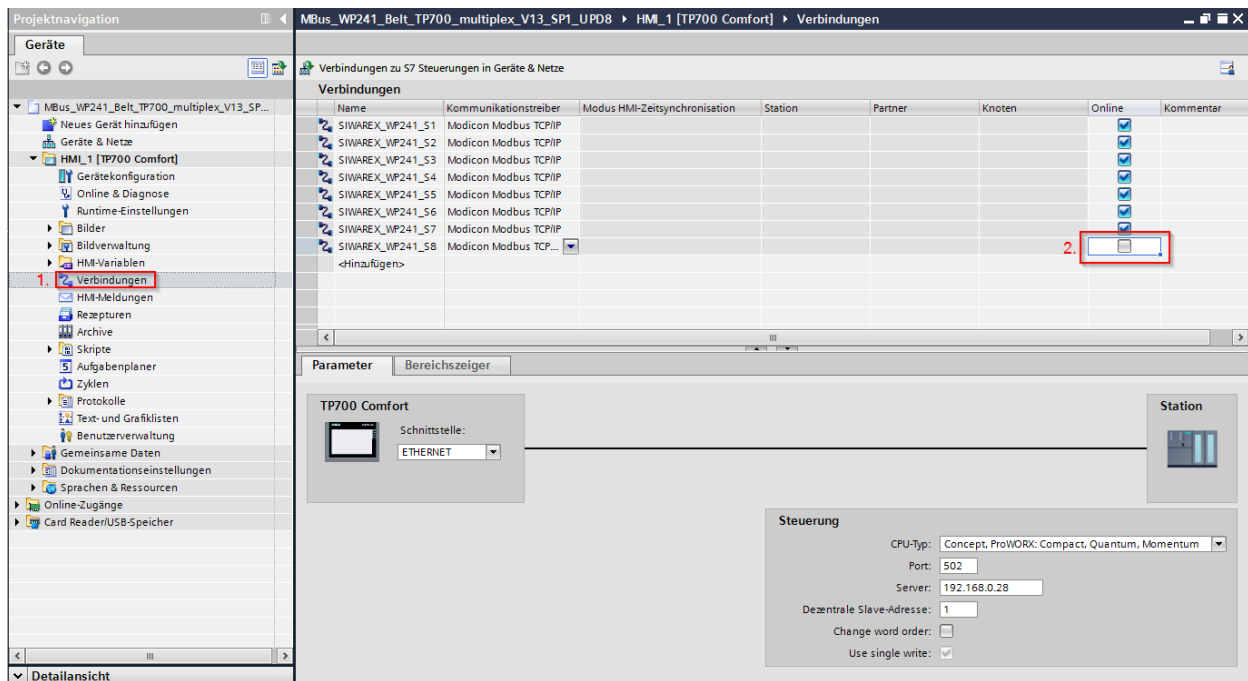 Projektnavigation
MBus_WP241_Belt_TP700_multiplex_V13_SP1_UPD8 ▸ HMI_1 [TP700 Comfort] ▸ Verbindungen
Geräte
Verbindungen zu S7 Steuerungen in Geräte & Netze
Verbindungen
MBus_WP241_Belt_TP700_multiplex_V13_SP...
Neues Gerät hinzufügen
Geräte & Netze
HMI_1 [TP700 Comfort]
Gerätekonfiguration
Online & Diagnose
Runtime-Einstellungen
Bilder
Bildverwaltung
HMI-Variablen
1. Verbindungen
HMI-Meldungen
Rezepturen
Archive
Skripte
Aufgabenplaner
Zyklen
Protokolle
Text- und Grafiklisten
Benutzerverwaltung
Gemeinsame Daten
Dokumentationseinstellungen
Sprachen & Ressourcen
Online-Zugänge
Card Reader/USB-Speicher
Detailansicht
Name Kommunikationstreiber Modus HMI-Zeitsynchronisation Station Partner Knoten Online Kommentar
SIWAREX_WP241_S1 Modicon Modbus TCP/IP
SIWAREX_WP241_S2 Modicon Modbus TCP/IP
SIWAREX_WP241_S3 Modicon Modbus TCP/IP
SIWAREX_WP241_S4 Modicon Modbus TCP/IP
SIWAREX_WP241_S5 Modicon Modbus TCP/IP
SIWAREX_WP241_S6 Modicon Modbus TCP/IP
SIWAREX_WP241_S7 Modicon Modbus TCP/IP
SIWAREX_WP241_S8 Modicon Modbus TCP... 2.
<Hinzufügen>
Parameter Bereichszeiger
TP700 Comfort Station
Schnittstelle:
ETHERNET
Steuerung
CPU-Typ: Concept, ProWORX: Compact, Quantum, Momentum
Port: 502
Server: 192.168.0.28
Dezentrale Slave-Adresse: 1
Change word order:
Use single write: